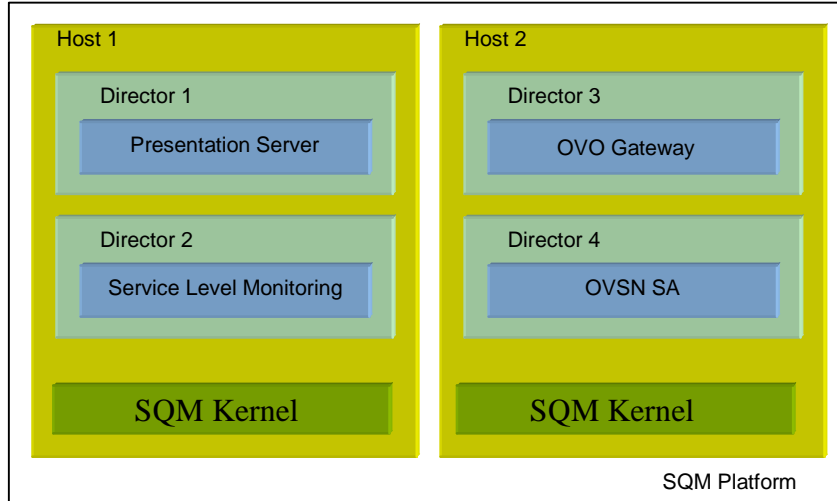 Host 1
Director 1
Presentation Server
Director 2
Service Level Monitoring
SQM Kernel
Host 2
Director 3
OVO Gateway
Director 4
OVSN SA
SQM Kernel
SQM Platform